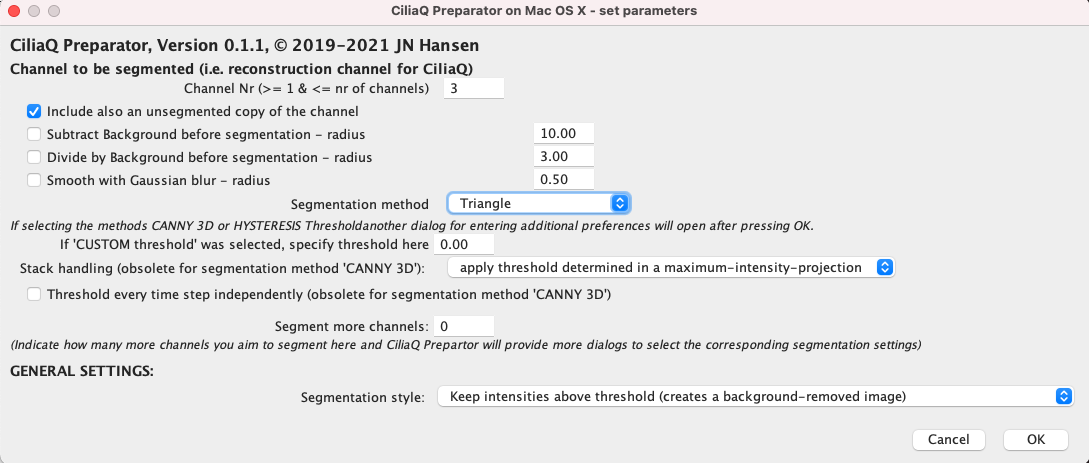 CiliaQ Preparator on Mac OS X - set parameters
CiliaQ Preparator, Version 0.1.1, © 2019-2021 JN Hansen
Channel to be segmented (i.e. reconstruction channel for CiliaQ)
Channel Nr (>= 1 & <= nr of channels) 3
Include also an unsegmented copy of the channel
Subtract Background before segmentation - radius 10.00
Divide by Background before segmentation - radius 3.00
Smooth with Gaussian blur - radius 0.50
Segmentation method Triangle
If selecting the methods CANNY 3D or HYSTERESIS Thresholdanother dialog for entering additional preferences will open after pressing OK.
If 'CUSTOM threshold' was selected, specify threshold here 0.00
Stack handling (obsolete for segmentation method 'CANNY 3D'): apply threshold determined in a maximum-intensity-projection
Threshold every time step independently (obsolete for segmentation method 'CANNY 3D')
Segment more channels: 0
(Indicate how many more channels you aim to segment here and CiliaQ Prepartor will provide more dialogs to select the corresponding segmentation settings)
GENERAL SETTINGS:
Segmentation style: Keep intensities above threshold (creates a background-removed image)
Cancel OK